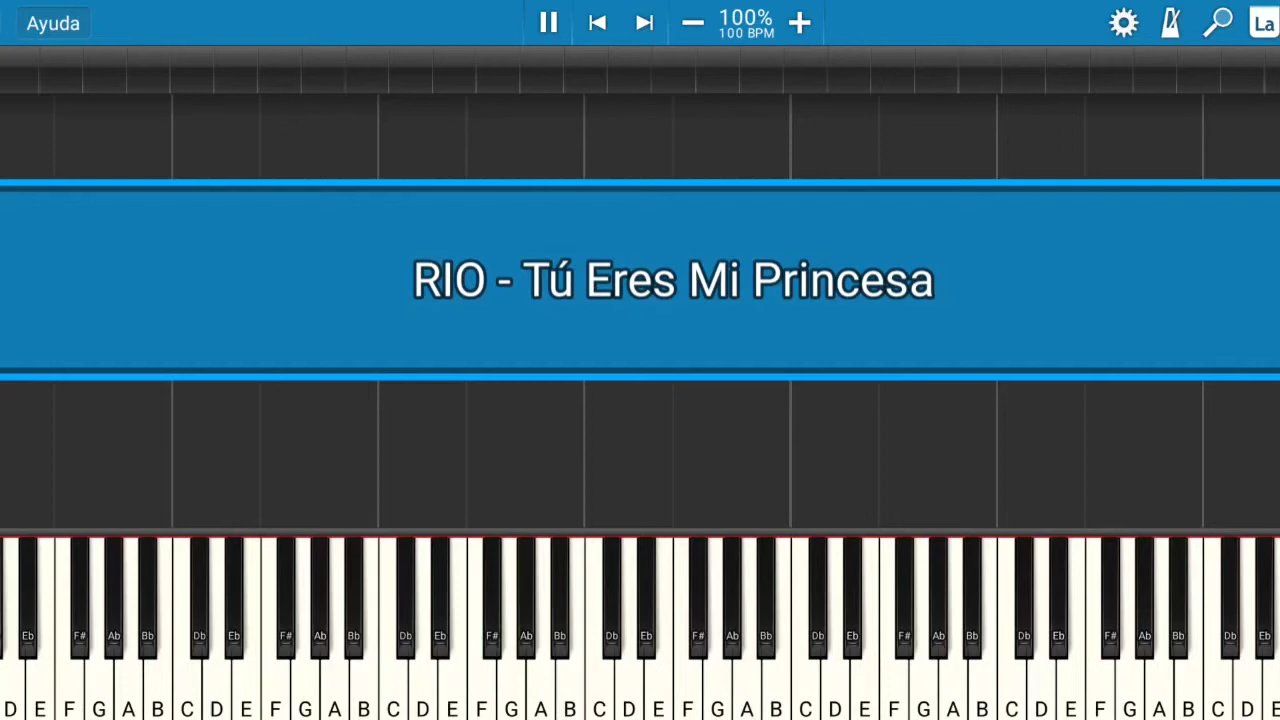 Ayuda
100%
100 BPM
La
RIO - Tú Eres Mi Princesa
Eb F# Ab Bb Db Eb F# Ab Bb Db Eb F# Ab Bb Db Eb F# Ab Bb Db Eb F# Ab Bb Db Eb F# Ab Bb Db Eb
D E F G A B C D E F G A B C D E F G A B C D E F G A B C D E F G A B C D E F G A B C D E